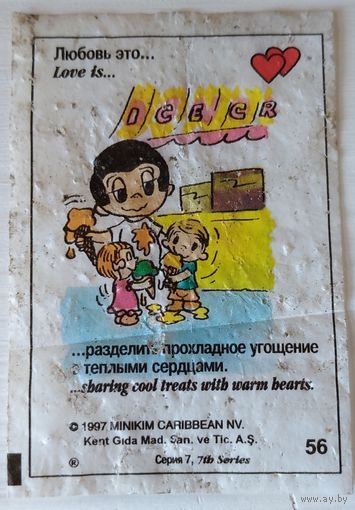 Любовь это...
Love is...
ICE CR
...разделить прохладное угощение
с теплыми сердцами.
...sharing cool treats with warm hearts.
© 1997 MINIKIM CARIBBEAN NV.
Kent Gıda Mad. San. ve Tic. A.Ş.
56
® Серия 7, 7th Series
www.ay.by